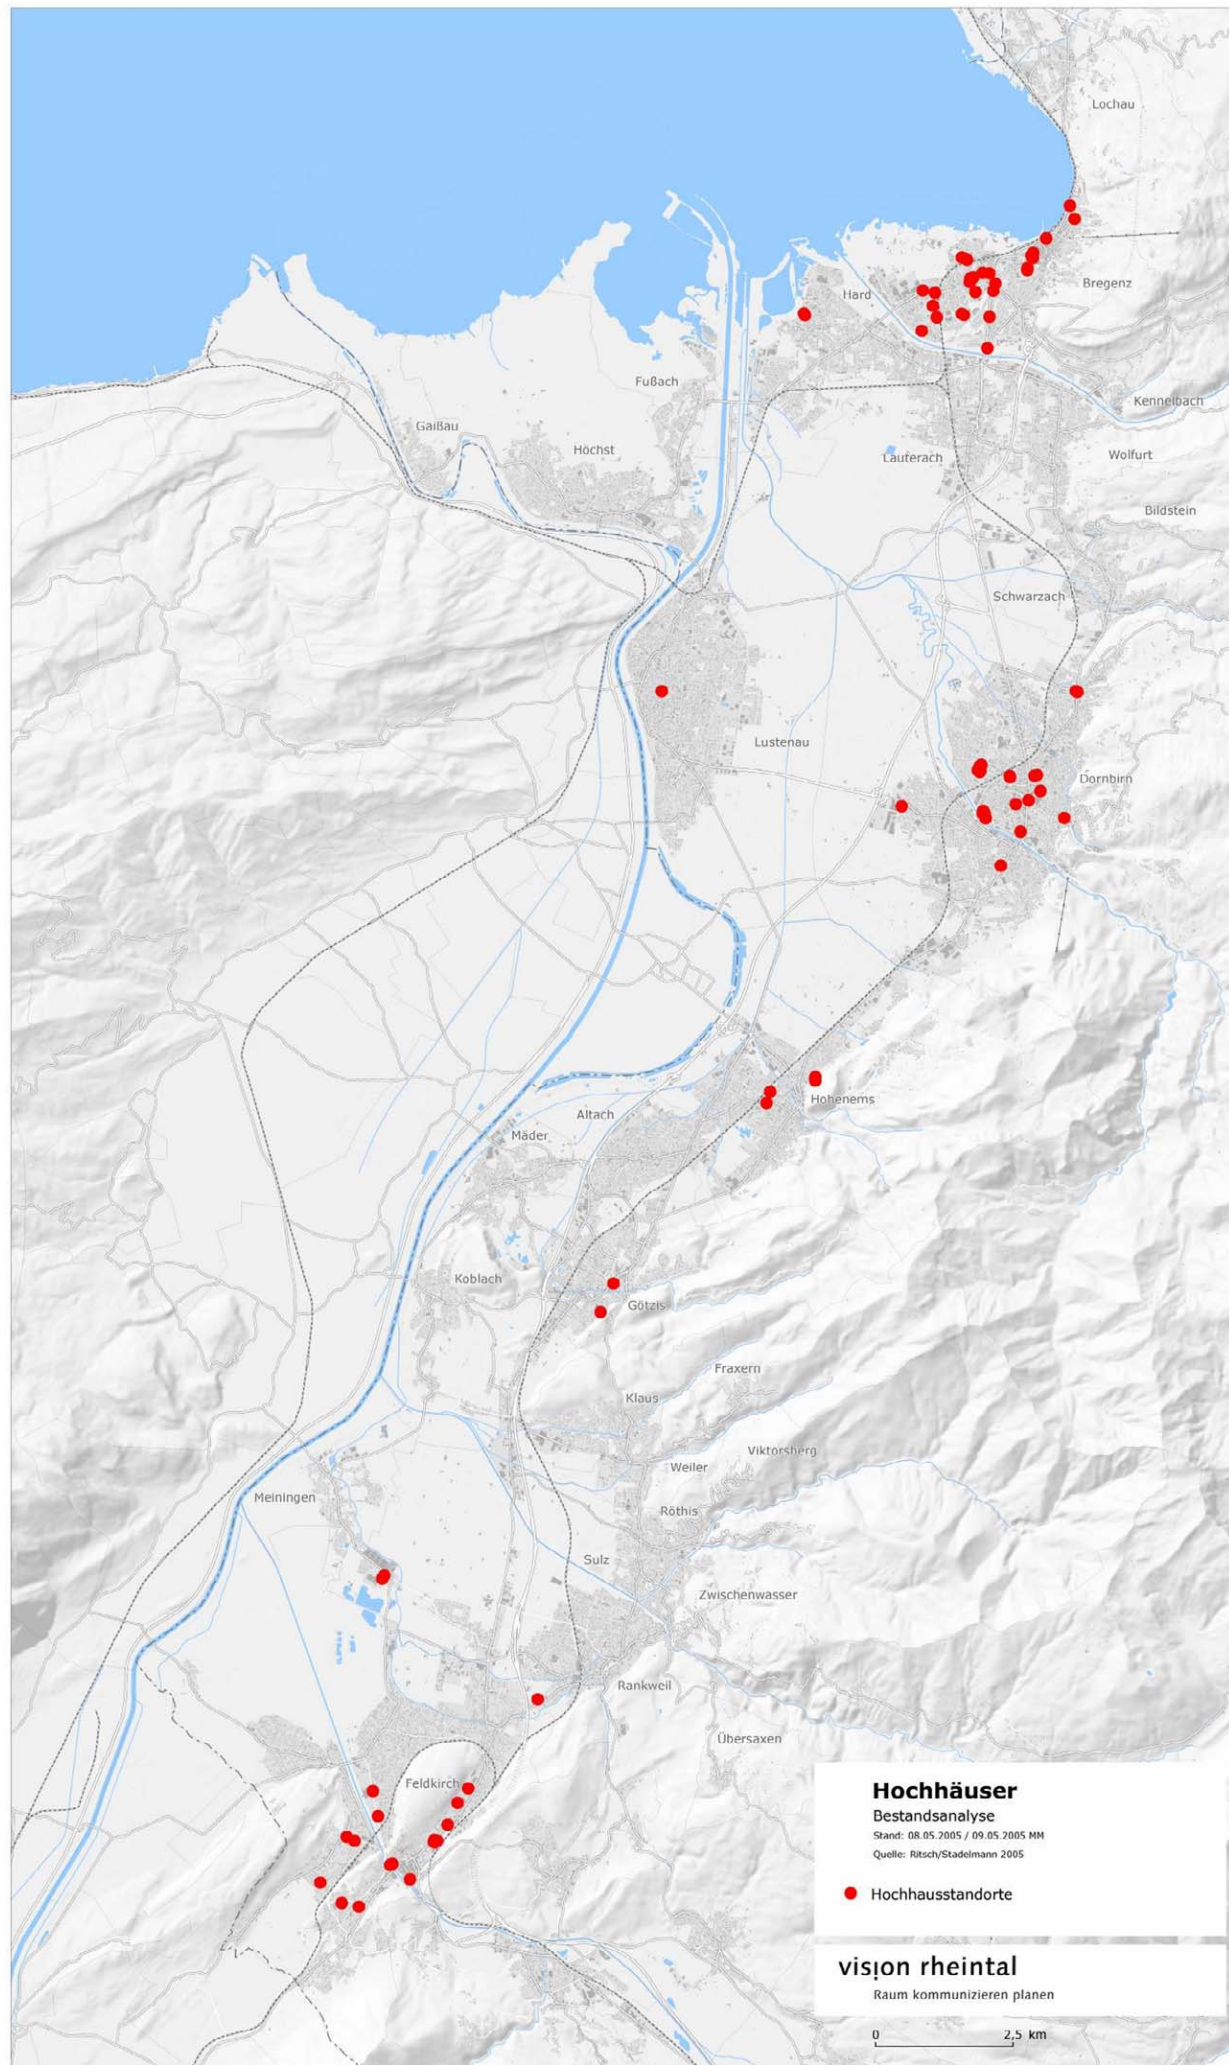 Lochau
Bregenz
Hard
Fußach
Kennelbach
Gaißau
Höchst
Lauterach
Wolfurt
Bildstein
Schwarzach
Lustenau
Dornbirn
Hohenems
Altach
Mäder
Koblach
Götzis
Fraxern
Klaus
Viktorsberg
Weiler
Meiningen
Röthis
Sulz
Zwischenwasser
Rankweil
Übersaxen
Feldkirch
Hochhäuser
Bestandsanalyse
Stand: 08.05.2005 / 09.05.2005 MM
Quelle: Ritsch/Stadelmann 2005
Hochhausstandorte
vision rheintal
Raum kommunizieren planen
0 2,5 km